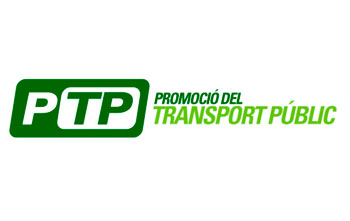 PTP
PROMOCIÓ DEL
TRANSPORT PÚBLIC